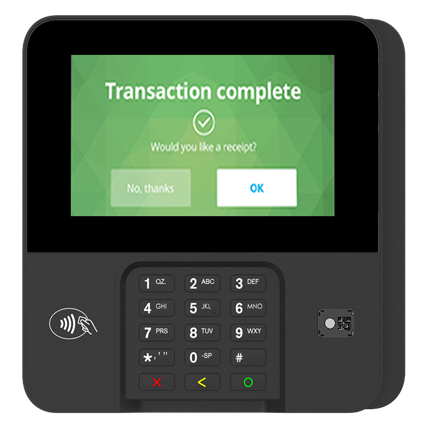 Transaction complete
Would you like a receipt?
No, thanks
OK
1 QZ. 2 ABC 3 DEF
4 GHI 5 JKL 6 MNO
7 PRS 8 TUV 9 WXY
*,'" 0 -SP #